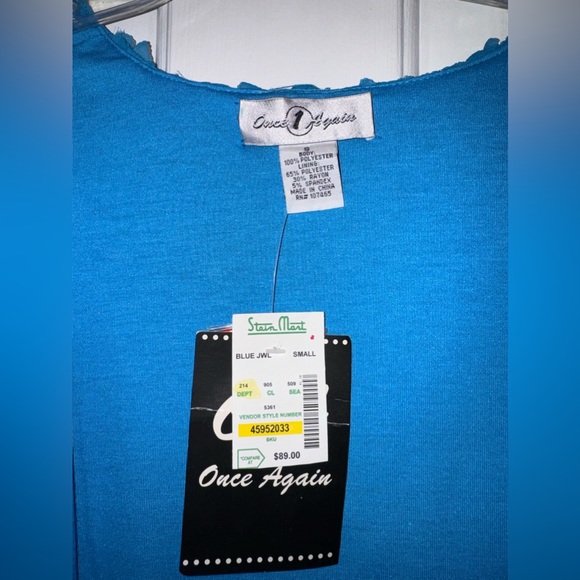 Once 1 Again
S
BODY:
100% POLYESTER
LINING:
65% POLYESTER
30% RAYON
5% SPANDEX
MADE IN CHINA
RN# 107465
Stein Mart
BLUE JWL SMALL
214 905 509
DEPT CL SEA
5361
VENDOR STYLE NUMBER
45952033
SKU
"COMPARE AT" $89.00
Once Again